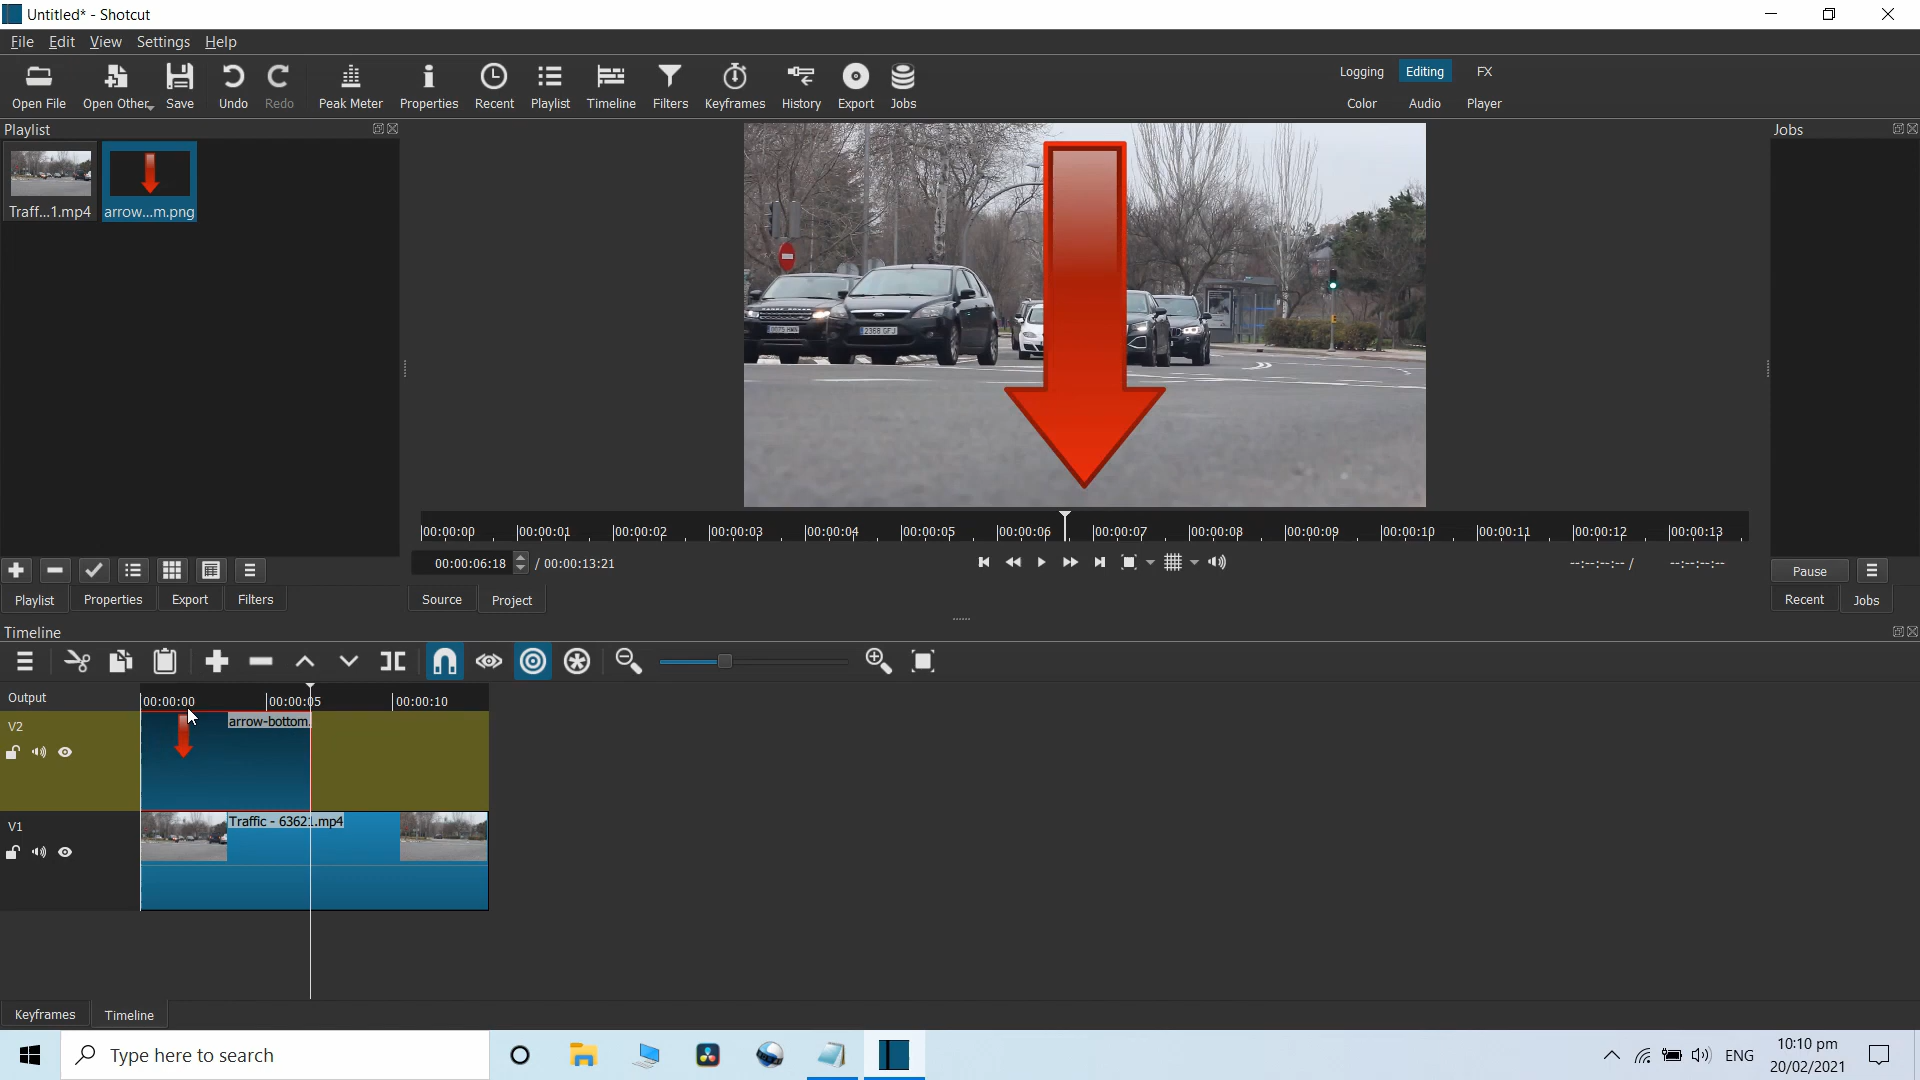 Untitled* - Shotcut
File Edit View Settings Help
Open File Open Other Save Undo Redo Peak Meter Properties Recent Playlist Timeline Filters Keyframes History Export Jobs
Logging Editing FX
Color Audio Player
Playlist
Jobs
Traff...1.mp4 arrow...m.png
00:00:00 00:00:01 00:00:02 00:00:03 00:00:04 00:00:05 00:00:06 00:00:07 00:00:08 00:00:09 00:00:10 00:00:11 00:00:12 00:00:13
00:00:06:18 / 00:00:13:21
--:--:--:-- / --:--:--:--
Pause
Playlist Properties Export Filters
Source Project
Recent Jobs
Timeline
Output
00:00:00 00:00:05 00:00:10
V2
arrow-bottom.
V1
Traffic - 63621.mp4
Keyframes Timeline
Type here to search
ENG
10:10 pm
20/02/2021